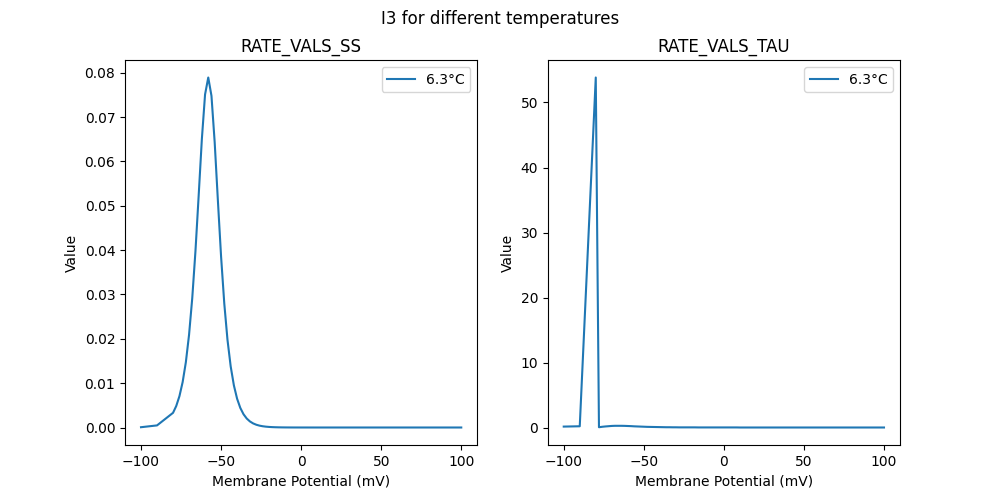 I3 for different temperatures
RATE_VALS_SS
6.3°C
0.08
0.07
0.06
0.05
0.04
0.03
0.02
0.01
0.00
Value
−100
−50
0
50
100
Membrane Potential (mV)
RATE_VALS_TAU
6.3°C
50
40
30
20
10
0
Value
−100
−50
0
50
100
Membrane Potential (mV)